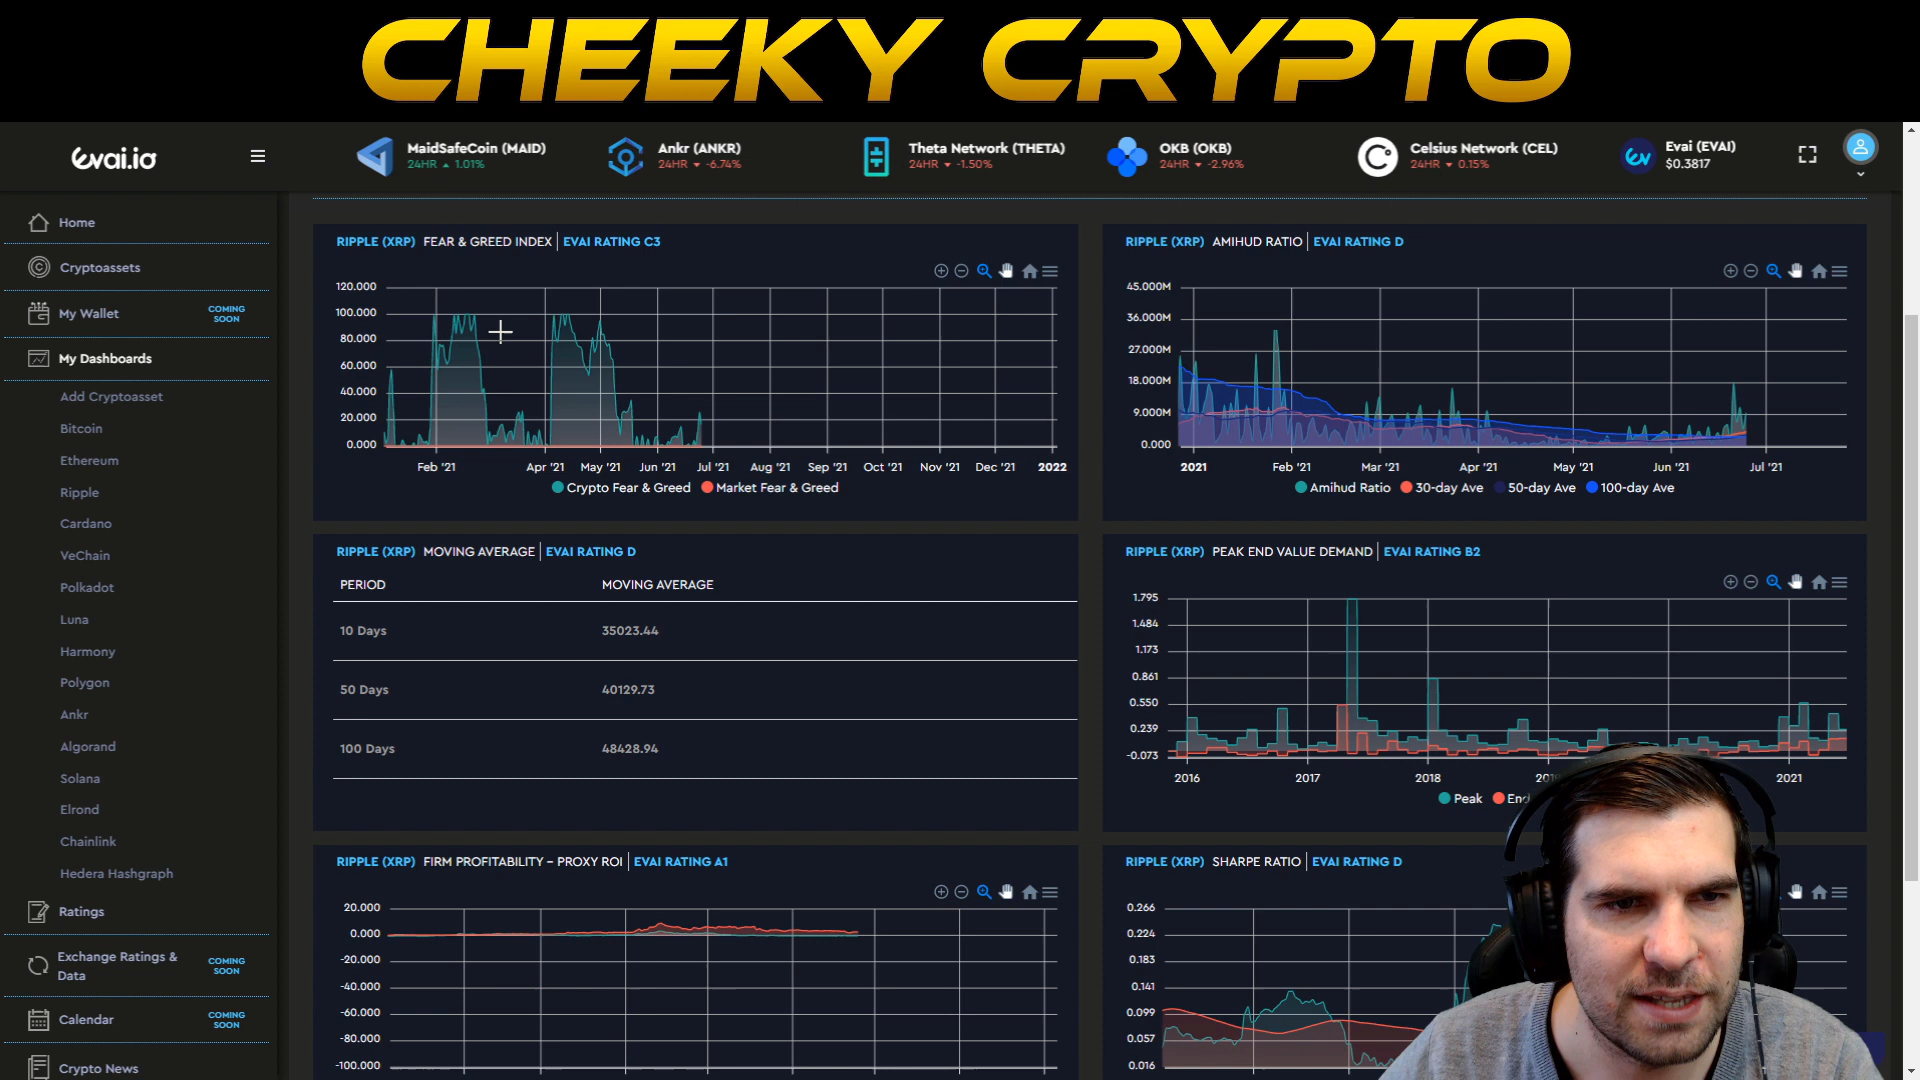 CHEEKY CRYPTO
Evai.io
MaidSafeCoin (MAID)
24HR ▲ 1.01%
Ankr (ANKR)
24HR ▼ -6.74%
Theta Network (THETA)
24HR ▼ -1.50%
OKB (OKB)
24HR ▼ -2.96%
Celsius Network (CEL)
24HR ▼ 0.15%
Evai (EVAI)
$0.3817
Home
Cryptoassets
My Wallet COMING SOON
My Dashboards
Add Cryptoasset
Bitcoin
Ethereum
Ripple
Cardano
VeChain
Polkadot
Luna
Harmony
Polygon
Ankr
Algorand
Solana
Elrond
Chainlink
Hedera Hashgraph
Ratings
Exchange Ratings & Data COMING SOON
Calendar COMING SOON
Crypto News
RIPPLE (XRP) FEAR & GREED INDEX | EVAI RATING C3
120.000
100.000
80.000
60.000
40.000
20.000
0.000
Feb '21 Apr '21 May '21 Jun '21 Jul '21 Aug '21 Sep '21 Oct '21 Nov '21 Dec '21 2022
Crypto Fear & Greed Market Fear & Greed
RIPPLE (XRP) AMIHUD RATIO | EVAI RATING D
45.000M
36.000M
27.000M
18.000M
9.000M
0.000
2021 Feb '21 Mar '21 Apr '21 May '21 Jun '21 Jul '21
Amihud Ratio 30-day Ave 50-day Ave 100-day Ave
RIPPLE (XRP) MOVING AVERAGE | EVAI RATING D
PERIOD MOVING AVERAGE
10 Days 35023.44
50 Days 40129.73
100 Days 48428.94
RIPPLE (XRP) PEAK END VALUE DEMAND | EVAI RATING B2
1.795
1.484
1.173
0.861
0.550
0.239
-0.073
2016 2017 2018 2021
Peak
RIPPLE (XRP) FIRM PROFITABILITY – PROXY ROI | EVAI RATING A1
20.000
0.000
-20.000
-40.000
-60.000
-80.000
-100.000
RIPPLE (XRP) SHARPE RATIO | EVAI RATING D
0.266
0.224
0.183
0.141
0.099
0.057
0.016